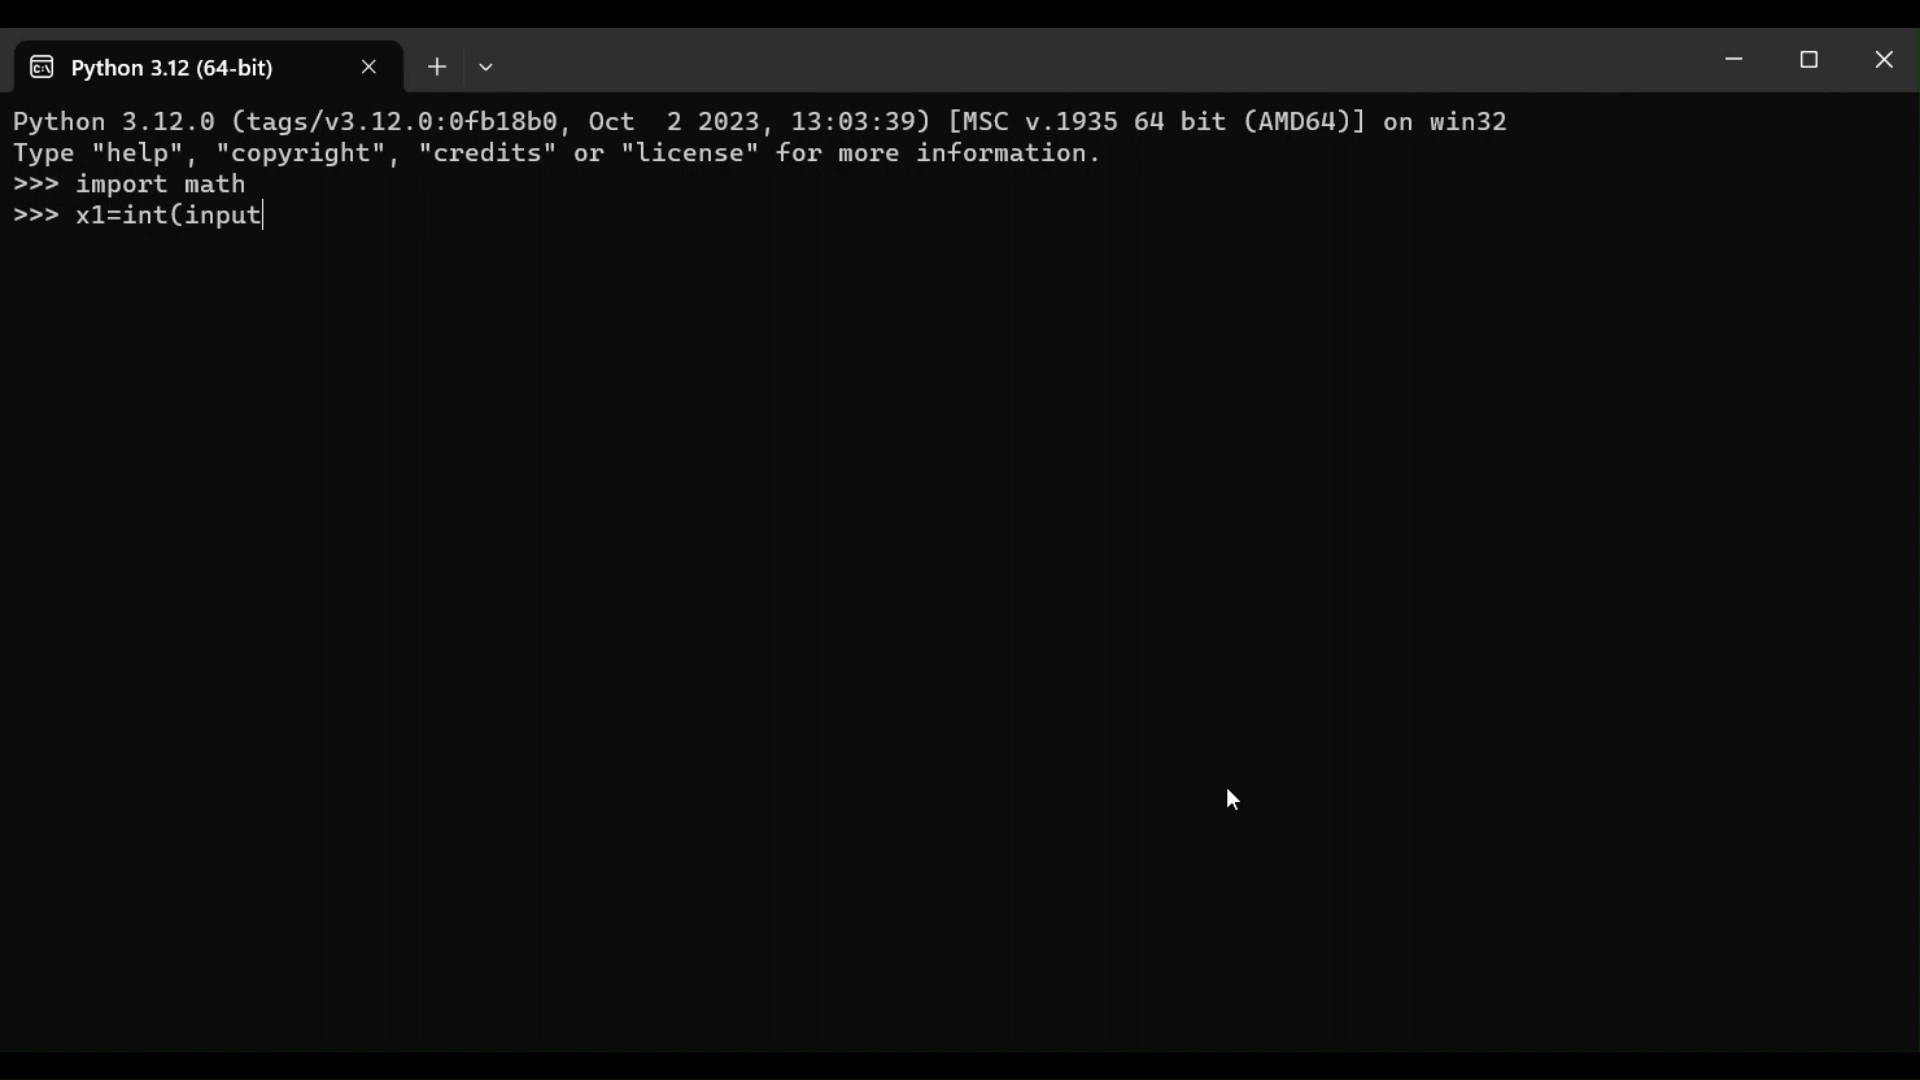 Python 3.12 (64-bit)
Python 3.12.0 (tags/v3.12.0:0fb18b0, Oct  2 2023, 13:03:39) [MSC v.1935 64 bit (AMD64)] on win32
Type "help", "copyright", "credits" or "license" for more information.
>>> import math
>>> x1=int(input